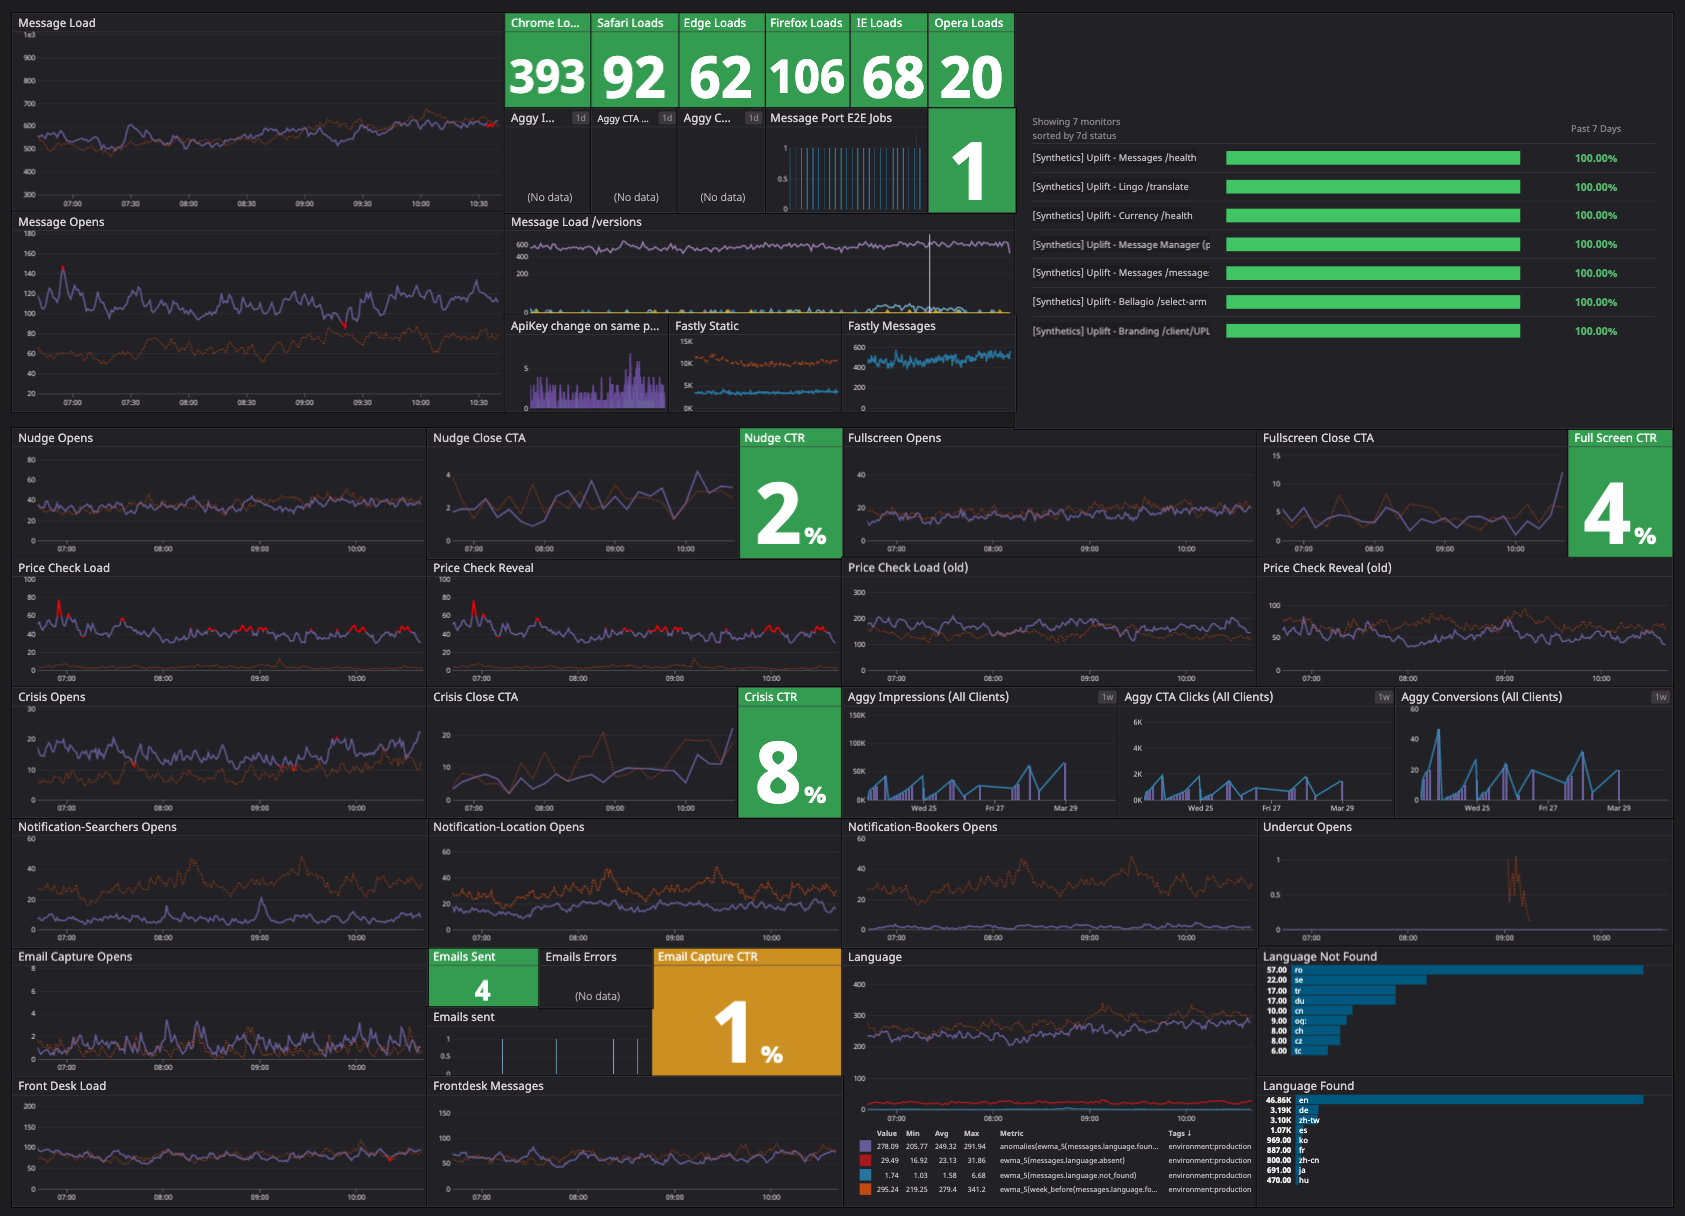 Message Load
1e3
900
800
700
600
500
400
300
07:00 07:30 08:00 08:30 09:00 09:30 10:00 10:30
Chrome Lo...
393
Safari Loads
92
Edge Loads
62
Firefox Loads
106
IE Loads
68
Opera Loads
20
Aggy I... 1d
(No data)
Aggy CTA ... 1d
(No data)
Aggy C... 1d
(No data)
Message Port E2E Jobs
1
0.5
0
1
Showing 7 monitors
sorted by 7d status
Past 7 Days
[Synthetics] Uplift - Messages /health 100.00%
[Synthetics] Uplift - Lingo /translate 100.00%
[Synthetics] Uplift - Currency /health 100.00%
[Synthetics] Uplift - Message Manager (p 100.00%
[Synthetics] Uplift - Messages /message: 100.00%
[Synthetics] Uplift - Bellagio /select-arm 100.00%
[Synthetics] Uplift - Branding /client/UPL 100.00%
Message Opens
180
160
140
120
100
80
60
40
20
07:00 07:30 08:00 08:30 09:00 09:30 10:00 10:30
Message Load /versions
600
400
200
0
ApiKey change on same p...
5
0
Fastly Static
15K
10K
5K
0K
Fastly Messages
600
400
200
0
Nudge Opens
80
60
40
20
0
07:00 08:00 09:00 10:00
Nudge Close CTA
4
2
0
07:00 08:00 09:00 10:00
Nudge CTR
2%
Fullscreen Opens
40
20
0
07:00 08:00 09:00 10:00
Fullscreen Close CTA
15
10
5
0
07:00 08:00 09:00 10:00
Full Screen CTR
4%
Price Check Load
100
80
60
40
20
0
07:00 08:00 09:00 10:00
Price Check Reveal
100
80
60
40
20
0
07:00 08:00 09:00 10:00
Price Check Load (old)
300
200
100
0
07:00 08:00 09:00 10:00
Price Check Reveal (old)
100
50
0
07:00 08:00 09:00 10:00
Crisis Opens
30
20
10
0
07:00 08:00 09:00 10:00
Crisis Close CTA
20
10
0
07:00 08:00 09:00 10:00
Crisis CTR
8%
Aggy Impressions (All Clients) 1w
150K
100K
50K
0K
Wed 25 Fri 27 Mar 29
Aggy CTA Clicks (All Clients) 1w
6K
4K
2K
0K
Wed 25 Fri 27 Mar 29
Aggy Conversions (All Clients) 1w
60
40
20
0
Wed 25 Fri 27 Mar 29
Notification-Searchers Opens
60
40
20
0
07:00 08:00 09:00 10:00
Notification-Location Opens
60
40
20
0
07:00 08:00 09:00 10:00
Notification-Bookers Opens
60
40
20
0
07:00 08:00 09:00 10:00
Undercut Opens
1
0.5
0
07:00 08:00 09:00 10:00
Email Capture Opens
8
6
4
2
0
07:00 08:00 09:00 10:00
Emails Sent
4
Emails Errors
(No data)
Emails sent
1
0.5
0
Email Capture CTR
1%
Language
400
300
200
100
0
07:00 08:00 09:00 10:00
Value Min Avg Max Metric Tags ↓
278.09 205.77 249.32 291.94 anomalies(ewma_5(messages.language.foun... environment:production
29.49 16.92 23.13 31.86 ewma_5(messages.language.absent) environment:production
1.74 1.03 1.58 6.68 ewma_5(messages.language.not_found) environment:production
295.24 219.25 279.4 341.2 ewma_5(week_before(messages.language.fo... environment:production
Language Not Found
57.00 ro
22.00 se
17.00 tr
17.00 du
10.00 cn
9.00 og:
8.00 ch
8.00 cz
6.00 tc
Front Desk Load
200
150
100
50
0
07:00 08:00 09:00 10:00
Frontdesk Messages
150
100
50
0
07:00 08:00 09:00 10:00
Language Found
46.86K en
3.19K de
3.10K zh-tw
1.07K es
969.00 ko
887.00 fr
800.00 zh-cn
691.00 ja
470.00 hu